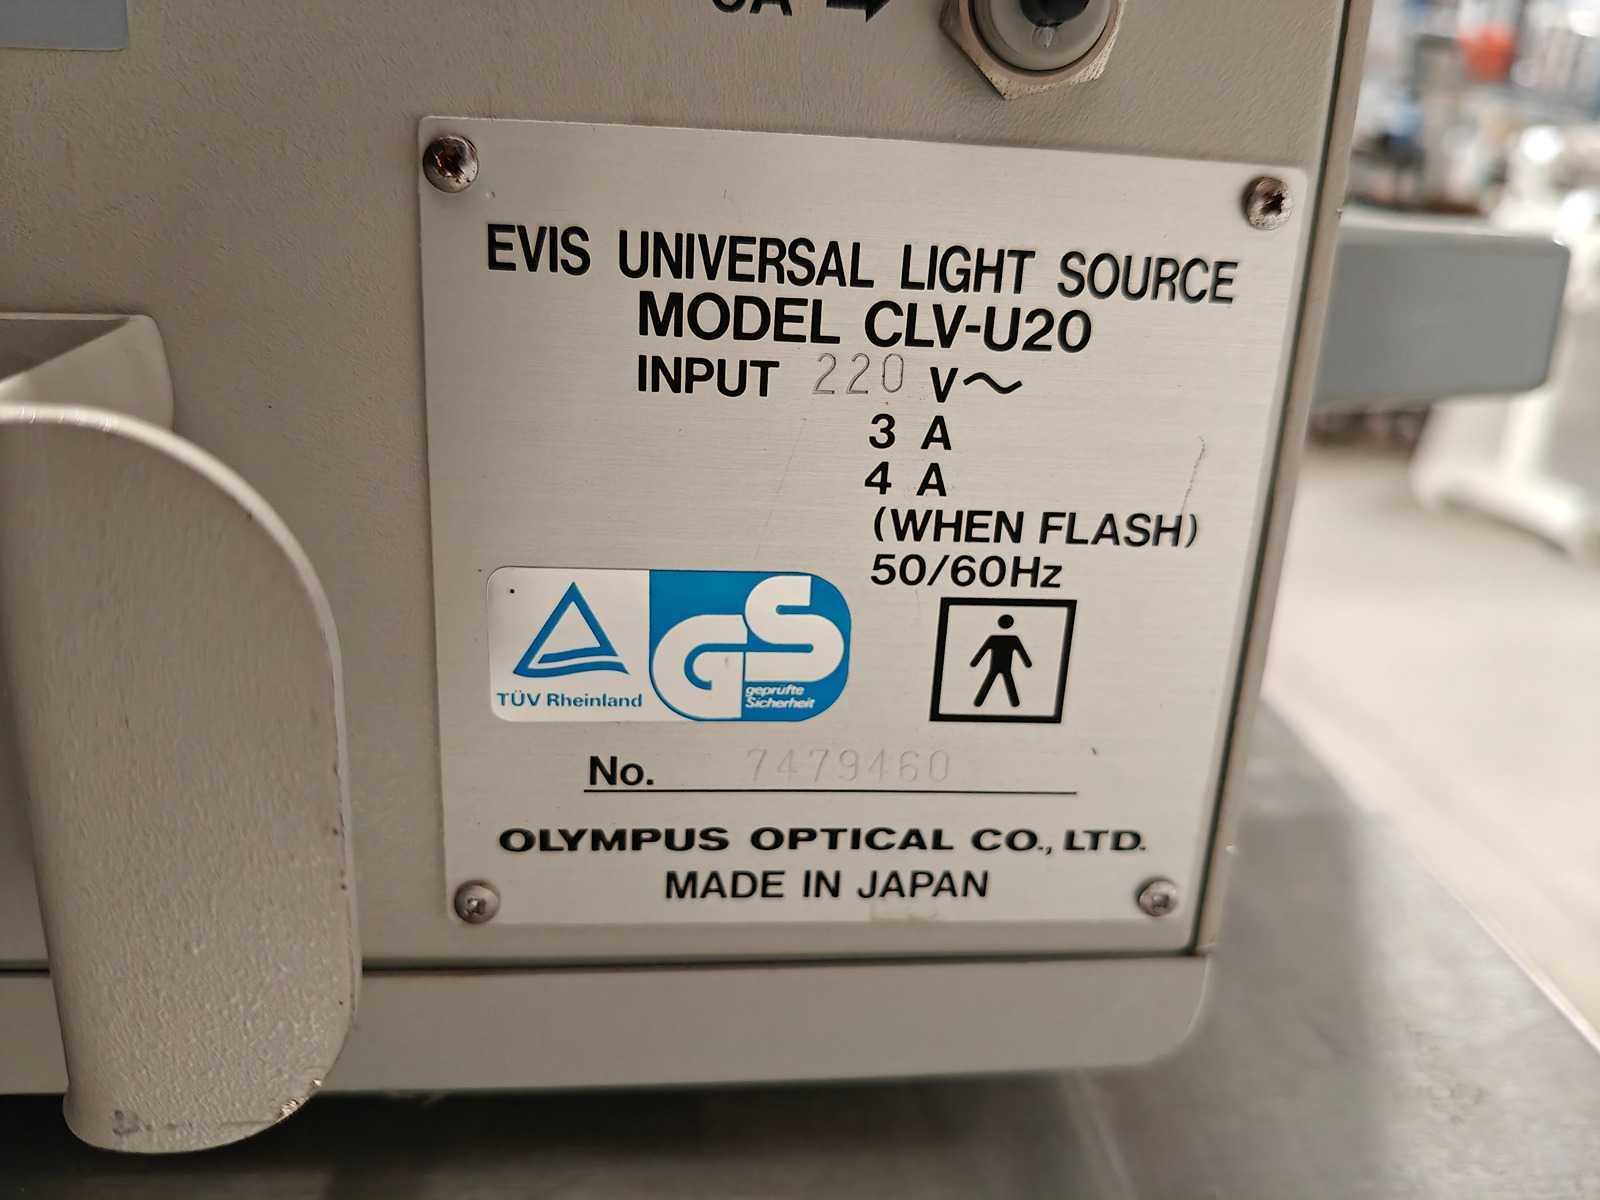 EVIS UNIVERSAL LIGHT SOURCE
MODEL CLV-U20
INPUT 220 V~
3 A
4 A
(WHEN FLASH)
50/60Hz
TÜV Rheinland
GS
geprüfte
Sicherheit
No. 7479460
OLYMPUS OPTICAL CO., LTD.
MADE IN JAPAN